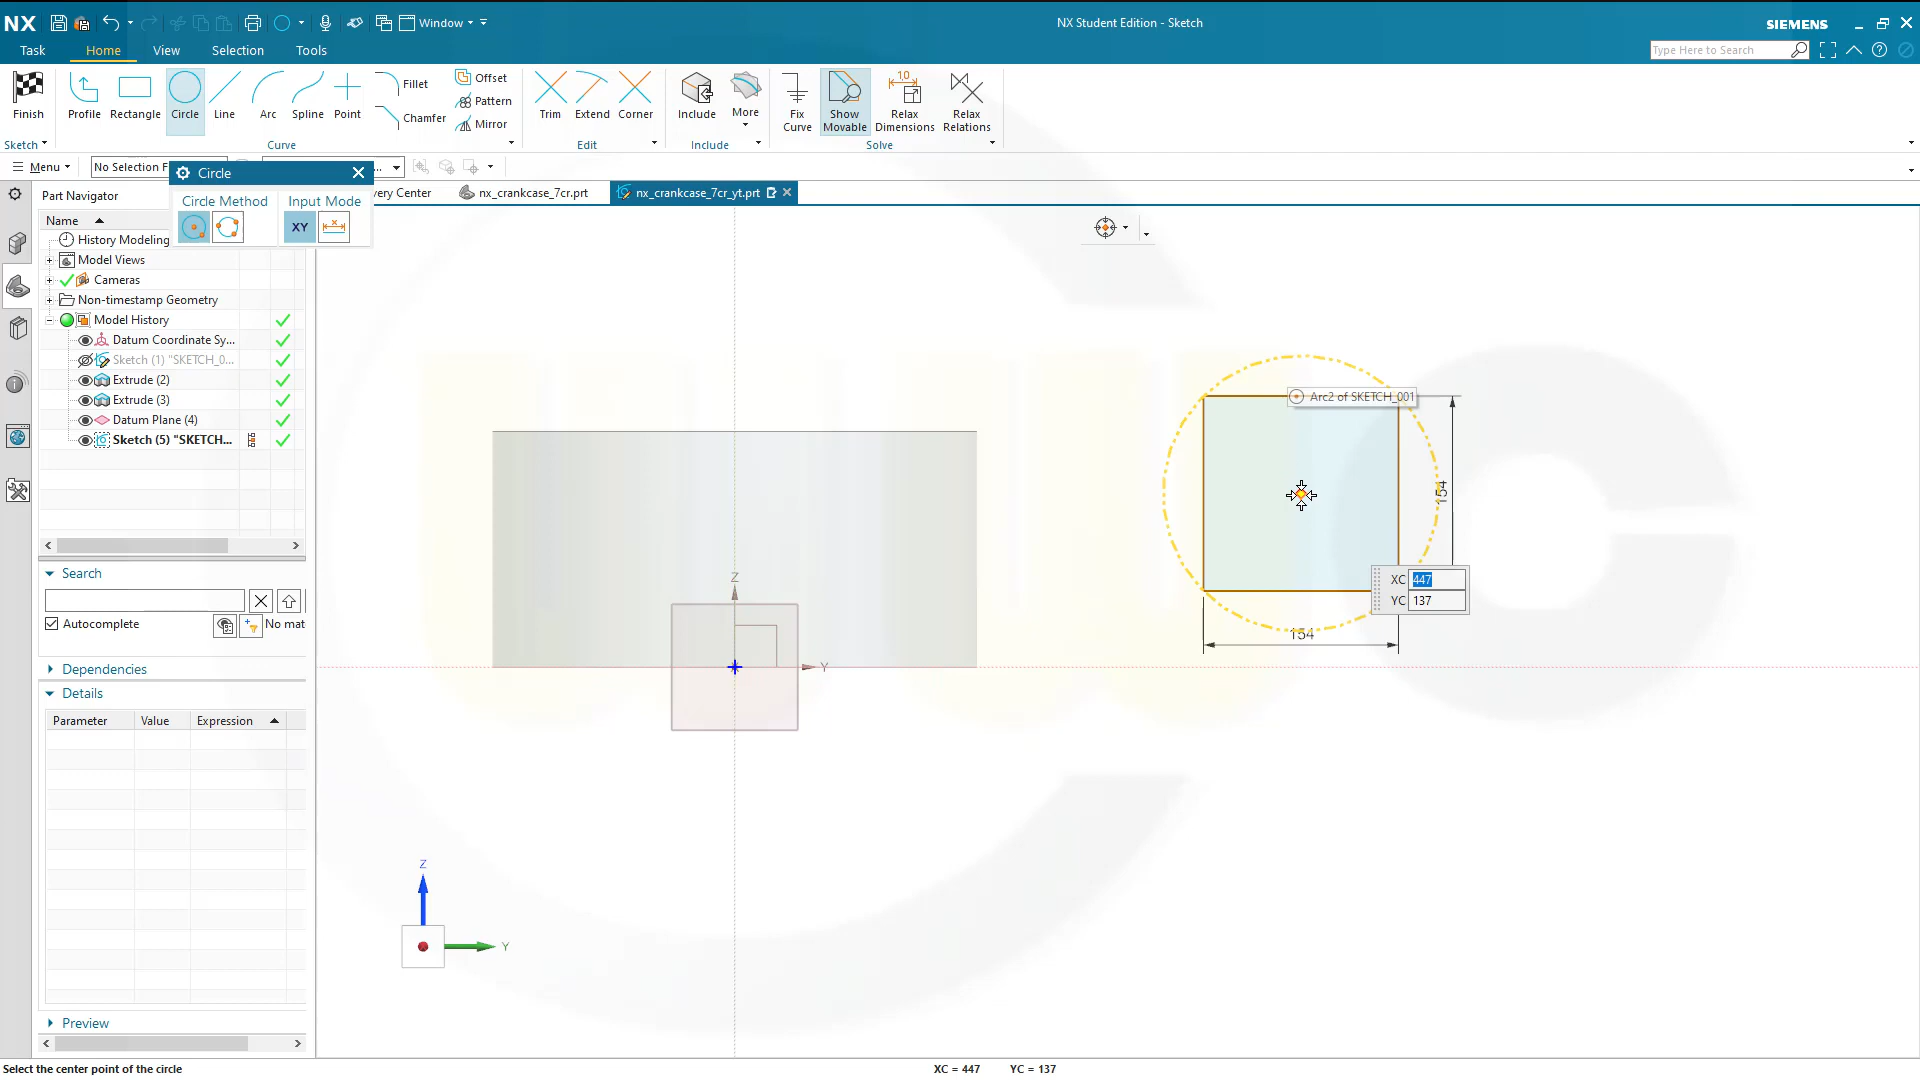 NX
Window
NX Student Edition - Sketch
SIEMENS
Task
Home
View
Selection
Tools
Type Here to Search
Finish
Profile
Rectangle
Circle
Line
Arc
Spline
Point
Fillet
Chamfer
Offset
Pattern
Mirror
Trim
Extend
Corner
Include
More
Fix
Curve
Show
Movable
Relax
Dimensions
Relax
Relations
1,0
Sketch
Curve
Edit
Include
Solve
Menu
No Selection F
...
Circle
Part Navigator
very Center
nx_crankcase_7cr.prt
nx_crankcase_7cr_yt.prt
Circle Method
Input Mode
XY
Name
History Modeling
Model Views
Cameras
Non-timestamp Geometry
Model History
Datum Coordinate Sy...
Sketch (1) "SKETCH_0...
Extrude (2)
Extrude (3)
Datum Plane (4)
Sketch (5) "SKETCH...
Arc2 of SKETCH_001
154
154
XC 447
YC 137
Z
Y
Z
Y
Search
Autocomplete
No mat
Dependencies
Details
Parameter
Value
Expression
Preview
Select the center point of the circle
XC = 447
YC = 137